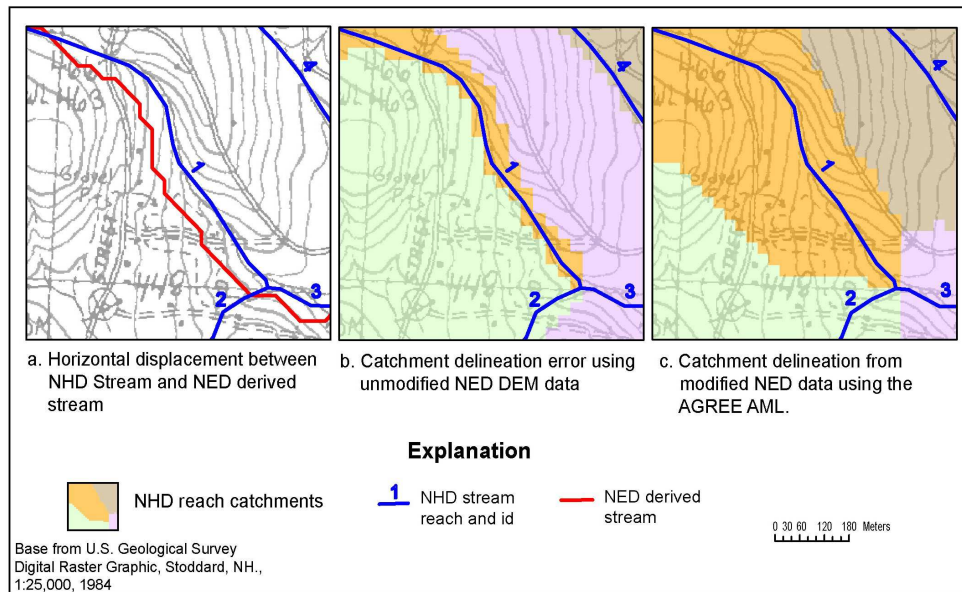 466
463
1
2
3
4
1
2
3
4
1
2
3
4
a. Horizontal displacement between
NHD Stream and NED derived
stream
b. Catchment delineation error using
unmodified NED DEM data
c. Catchment delineation from
modified NED data using the
AGREE AML.
Explanation
NHD reach catchments
1
NHD stream
reach and id
NED derived
stream
0 30 60 120 180 Meters
Base from U.S. Geological Survey
Digital Raster Graphic, Stoddard, NH.,
1:25,000, 1984